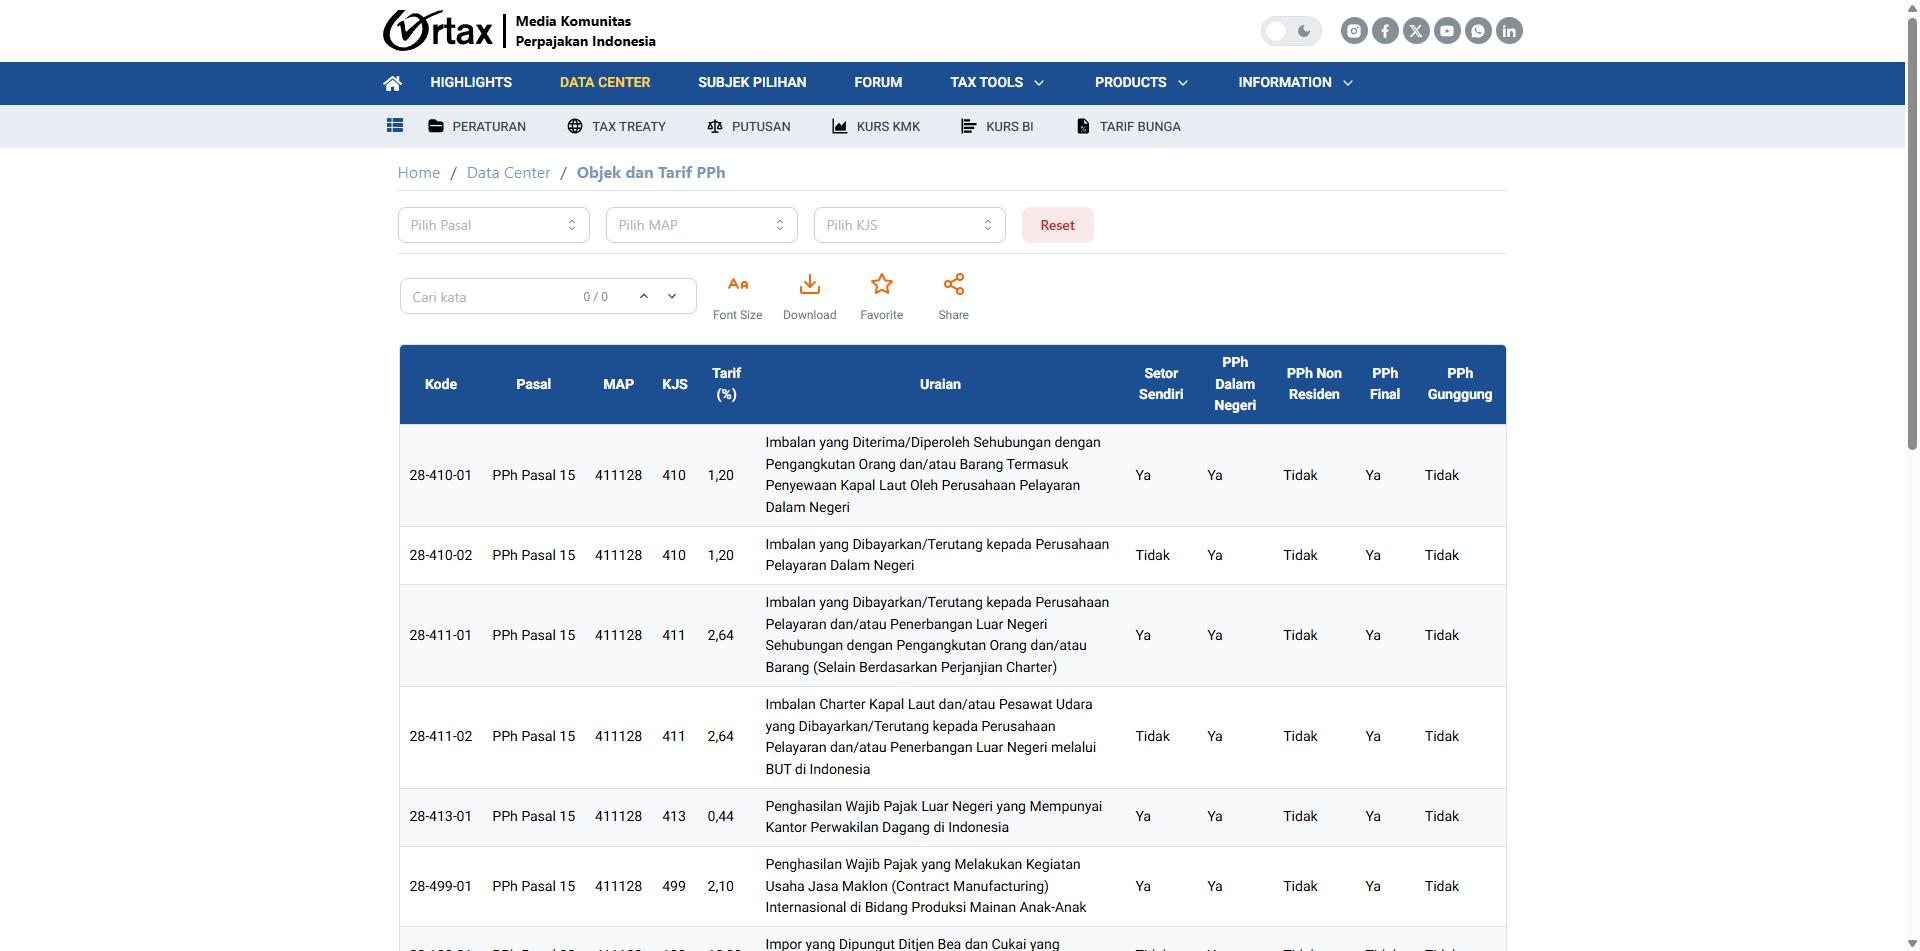 Ortax
Media Komunitas
Perpajakan Indonesia
HIGHLIGHTS DATA CENTER SUBJEK PILIHAN FORUM TAX TOOLS PRODUCTS INFORMATION
PERATURAN TAX TREATY PUTUSAN KURS KMK KURS BI TARIF BUNGA
Home / Data Center / Objek dan Tarif PPh
Pilih Pasal Pilih MAP Pilih KJS Reset
Cari kata 0 / 0
Font Size Download Favorite Share
Kode Pasal MAP KJS Tarif (%) Uraian Setor Sendiri PPh Dalam Negeri PPh Non Residen PPh Final PPh Gunggung
28-410-01 PPh Pasal 15 411128 410 1,20
Imbalan yang Diterima/Diperoleh Sehubungan dengan
Pengangkutan Orang dan/atau Barang Termasuk
Penyewaan Kapal Laut Oleh Perusahaan Pelayaran
Dalam Negeri
Ya Ya Tidak Ya Tidak
28-410-02 PPh Pasal 15 411128 410 1,20
Imbalan yang Dibayarkan/Terutang kepada Perusahaan
Pelayaran Dalam Negeri
Tidak Ya Tidak Ya Tidak
28-411-01 PPh Pasal 15 411128 411 2,64
Imbalan yang Dibayarkan/Terutang kepada Perusahaan
Pelayaran dan/atau Penerbangan Luar Negeri
Sehubungan dengan Pengangkutan Orang dan/atau
Barang (Selain Berdasarkan Perjanjian Charter)
Ya Ya Tidak Ya Tidak
28-411-02 PPh Pasal 15 411128 411 2,64
Imbalan Charter Kapal Laut dan/atau Pesawat Udara
yang Dibayarkan/Terutang kepada Perusahaan
Pelayaran dan/atau Penerbangan Luar Negeri melalui
BUT di Indonesia
Tidak Ya Tidak Ya Tidak
28-413-01 PPh Pasal 15 411128 413 0,44
Penghasilan Wajib Pajak Luar Negeri yang Mempunyai
Kantor Perwakilan Dagang di Indonesia
Ya Ya Tidak Ya Tidak
28-499-01 PPh Pasal 15 411128 499 2,10
Penghasilan Wajib Pajak yang Melakukan Kegiatan
Usaha Jasa Maklon (Contract Manufacturing)
Internasional di Bidang Produksi Mainan Anak-Anak
Ya Ya Tidak Ya Tidak
Impor yang Dipungut Ditjen Bea dan Cukai yang